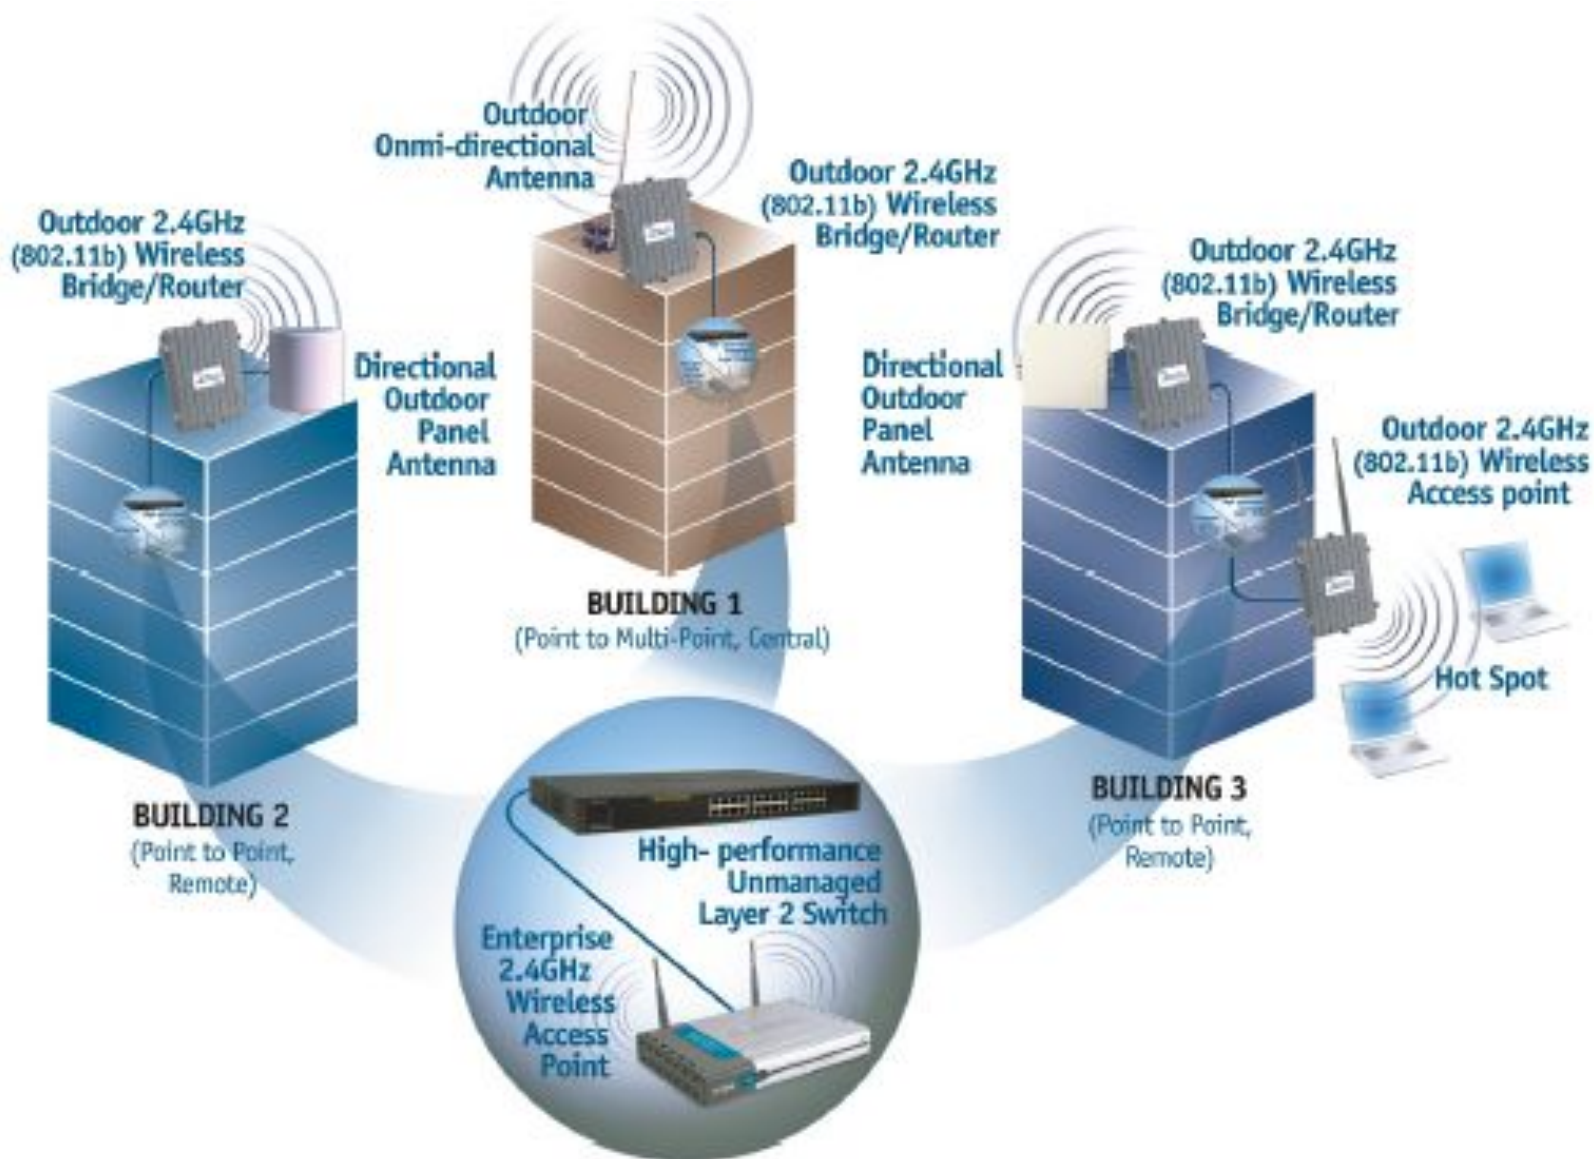 Outdoor
Onmi-directional
Antenna
Outdoor 2.4GHz
(802.11b) Wireless
Bridge/Router
Outdoor 2.4GHz
(802.11b) Wireless
Bridge/Router
Outdoor 2.4GHz
(802.11b) Wireless
Bridge/Router
Directional
Outdoor
Panel
Antenna
Directional
Outdoor
Panel
Antenna
Outdoor 2.4GHz
(802.11b) Wireless
Access point
Hot Spot
BUILDING 1
(Point to Multi-Point, Central)
BUILDING 2
(Point to Point,
Remote)
BUILDING 3
(Point to Point,
Remote)
High- performance
Unmanaged
Layer 2 Switch
Enterprise
2.4GHz
Wireless
Access
Point